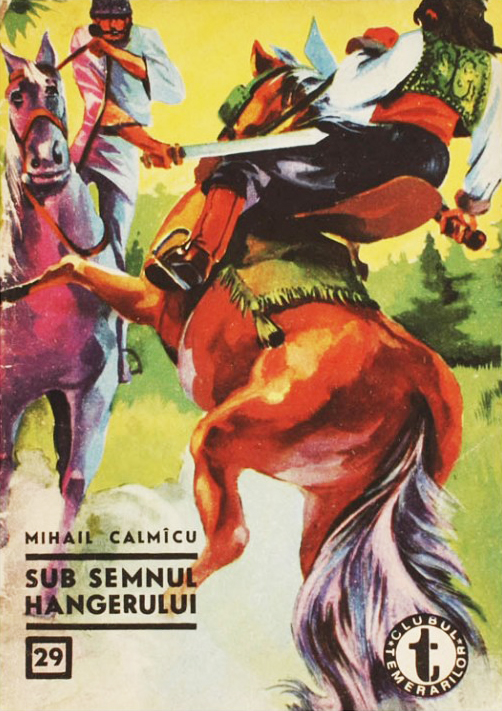 MIHAIL CALMÎCU
SUB SEMNUL
HANGERULUI
29
CLUBUL
t
TEMERARILOR